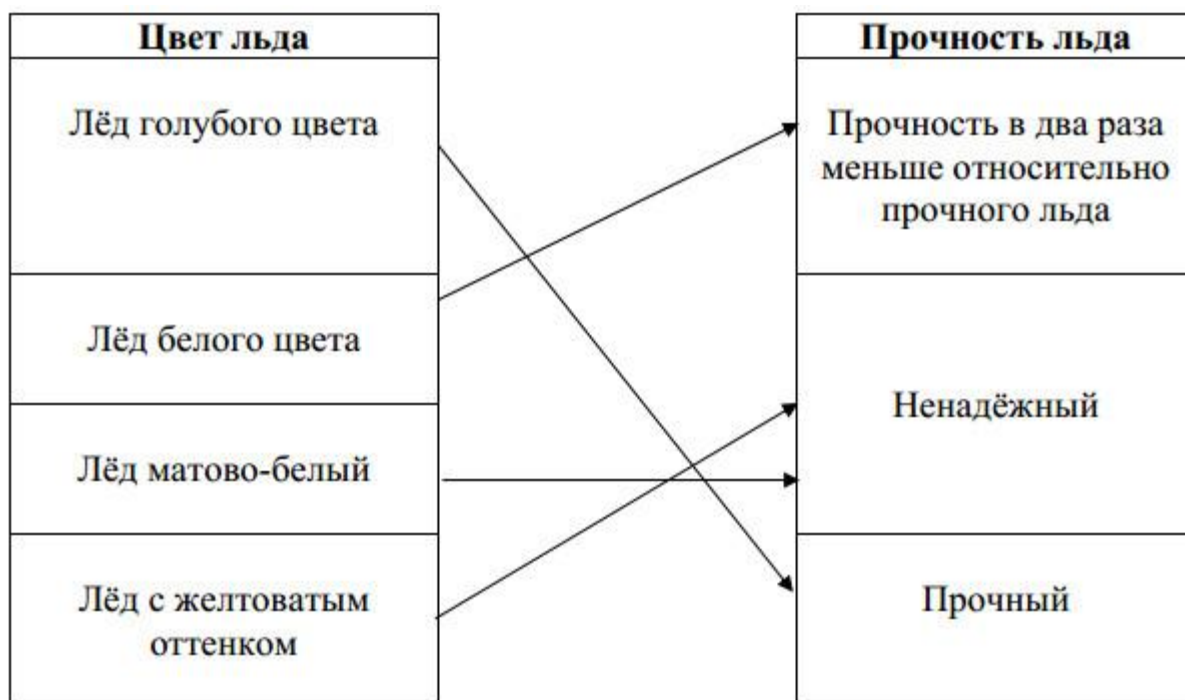 Цвет льда
Лёд голубого цвета
Лёд белого цвета
Лёд матово-белый
Лёд с желтоватым
оттенком
Прочность льда
Прочность в два раза
меньше относительно
прочного льда
Ненадёжный
Прочный